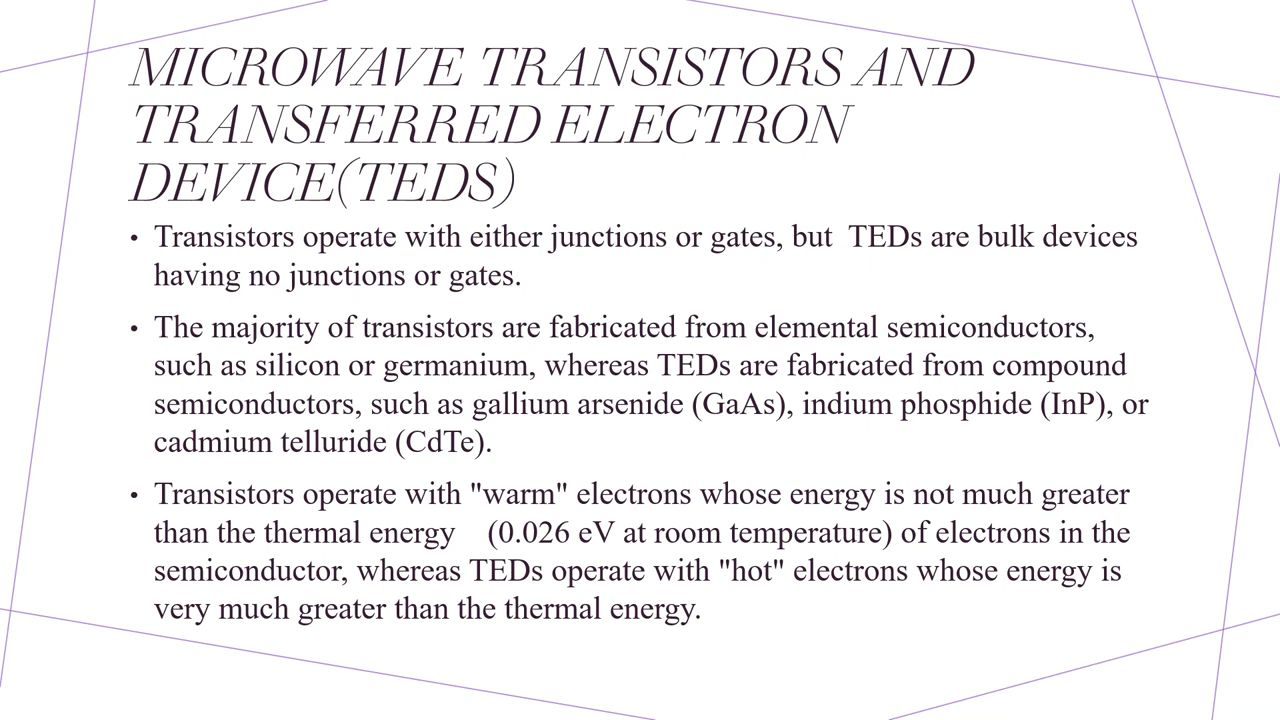 MICROWAVE TRANSISTORS AND
TRANSFERRED ELECTRON
DEVICE(TEDS)
• Transistors operate with either junctions or gates, but  TEDs are bulk devices
having no junctions or gates.
• The majority of transistors are fabricated from elemental semiconductors,
such as silicon or germanium, whereas TEDs are fabricated from compound
semiconductors, such as gallium arsenide (GaAs), indium phosphide (InP), or
cadmium telluride (CdTe).
• Transistors operate with "warm" electrons whose energy is not much greater
than the thermal energy    (0.026 eV at room temperature) of electrons in the
semiconductor, whereas TEDs operate with "hot" electrons whose energy is
very much greater than the thermal energy.